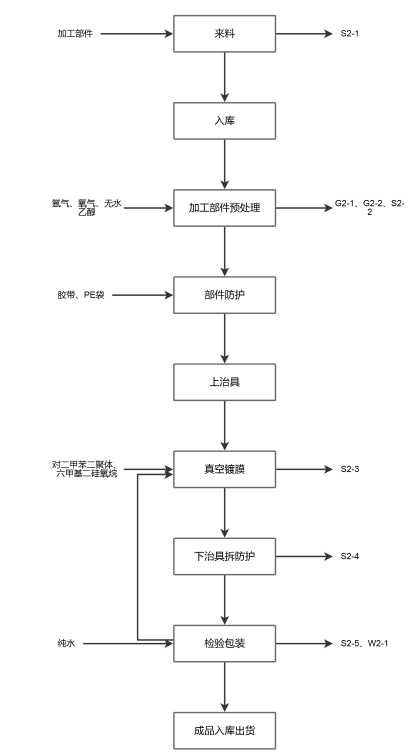 加工部件
来料
S2-1
入库
氩气、氧气、无水
乙醇
加工部件预处理
G2-1、G2-2、S2-
2
胶带、PE袋
部件防护
上治具
对二甲苯二聚体、
六甲基二硅氧烷
真空镀膜
S2-3
下治具拆防护
S2-4
纯水
检验包装
S2-5、W2-1
成品入库出货